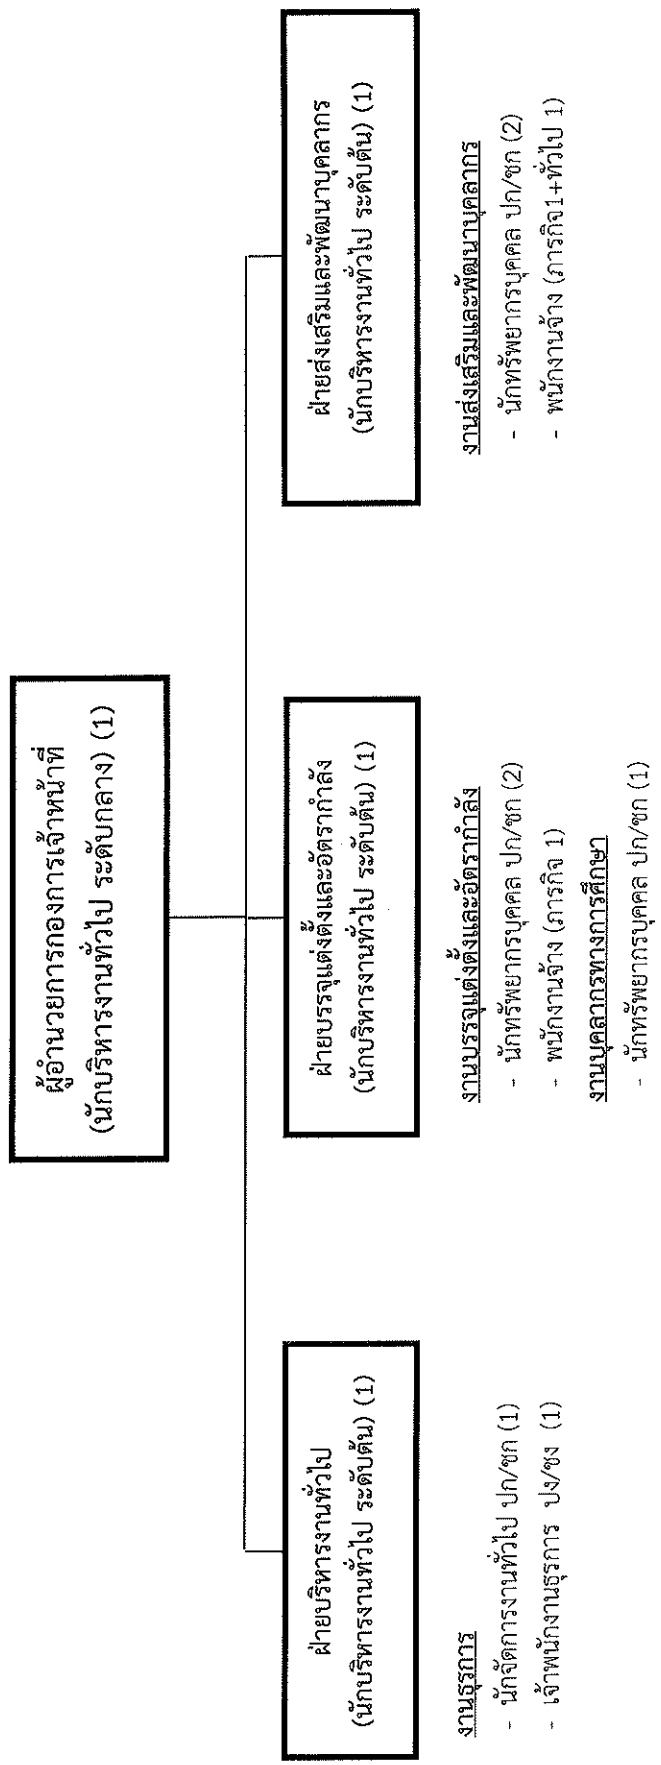 ผู้อำนวยการกองการเจ้าหน้าที่
(นักบริหารงานทั่วไป ระดับกลาง) (1)
ฝ่ายบริหารงานทั่วไป
(นักบริหารงานทั่วไป ระดับต้น) (1)
งานธุรการ
- นักจัดการงานทั่วไป ปก/ชก (1)
- เจ้าพนักงานธุรการ ปง/ชง (1)
ฝ่ายบรรจุแต่งตั้งและอัตรากำลัง
(นักบริหารงานทั่วไป ระดับต้น) (1)
งานบรรจุแต่งตั้งและอัตรากำลัง
- นักทรัพยากรบุคคล ปก/ชก (2)
- พนักงานจ้าง (ภารกิจ 1)
งานบุคลากรทางการศึกษา
- นักทรัพยากรบุคคล ปก/ชก (1)
ฝ่ายส่งเสริมและพัฒนาบุคลากร
(นักบริหารงานทั่วไป ระดับต้น) (1)
งานส่งเสริมและพัฒนาบุคลากร
- นักทรัพยากรบุคคล ปก/ชก (2)
- พนักงานจ้าง (ภารกิจ1+ทั่วไป 1)